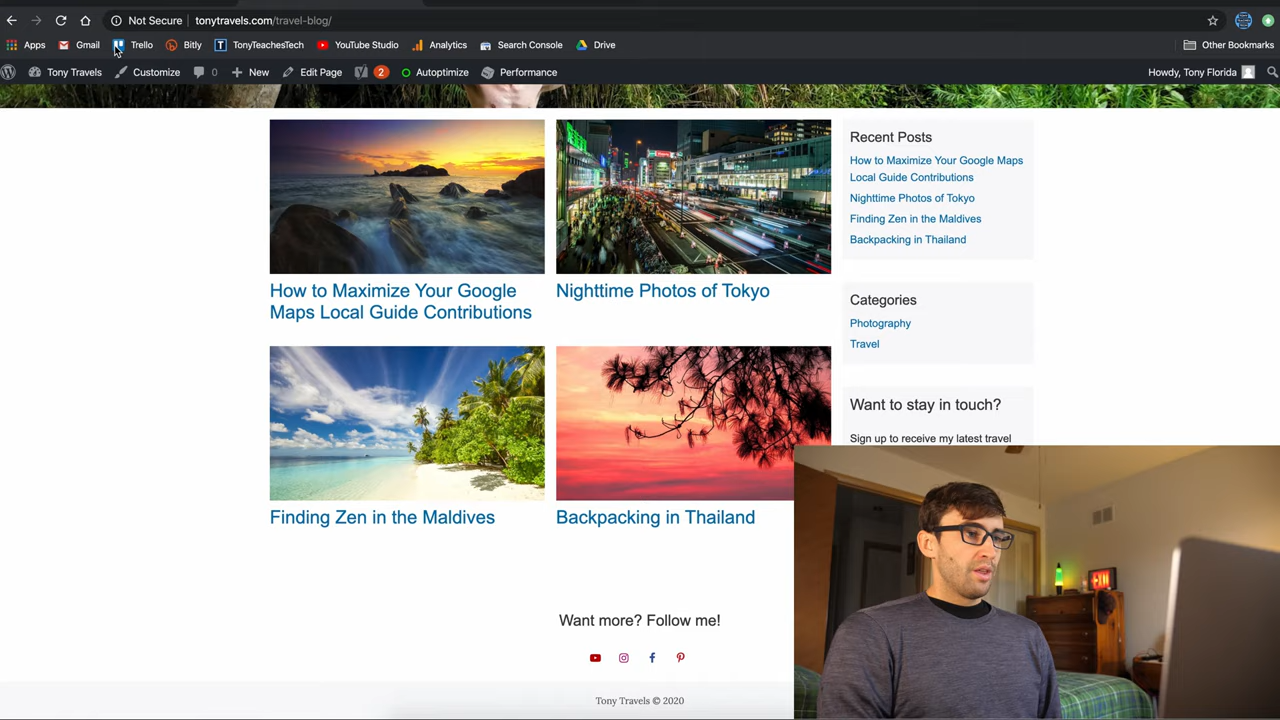 Not Secure tonytravels.com/travel-blog/
Apps Gmail Trello Bitly T TonyTeachesTech YouTube Studio Analytics Search Console Drive Other Bookmarks
Tony Travels Customize 0 New Edit Page 2 Autoptimize Performance Howdy, Tony Florida
How to Maximize Your Google
Maps Local Guide Contributions
Nighttime Photos of Tokyo
Finding Zen in the Maldives
Backpacking in Thailand
Recent Posts
How to Maximize Your Google Maps
Local Guide Contributions
Nighttime Photos of Tokyo
Finding Zen in the Maldives
Backpacking in Thailand
Categories
Photography
Travel
Want to stay in touch?
Sign up to receive my latest travel
Want more? Follow me!
Tony Travels © 2020